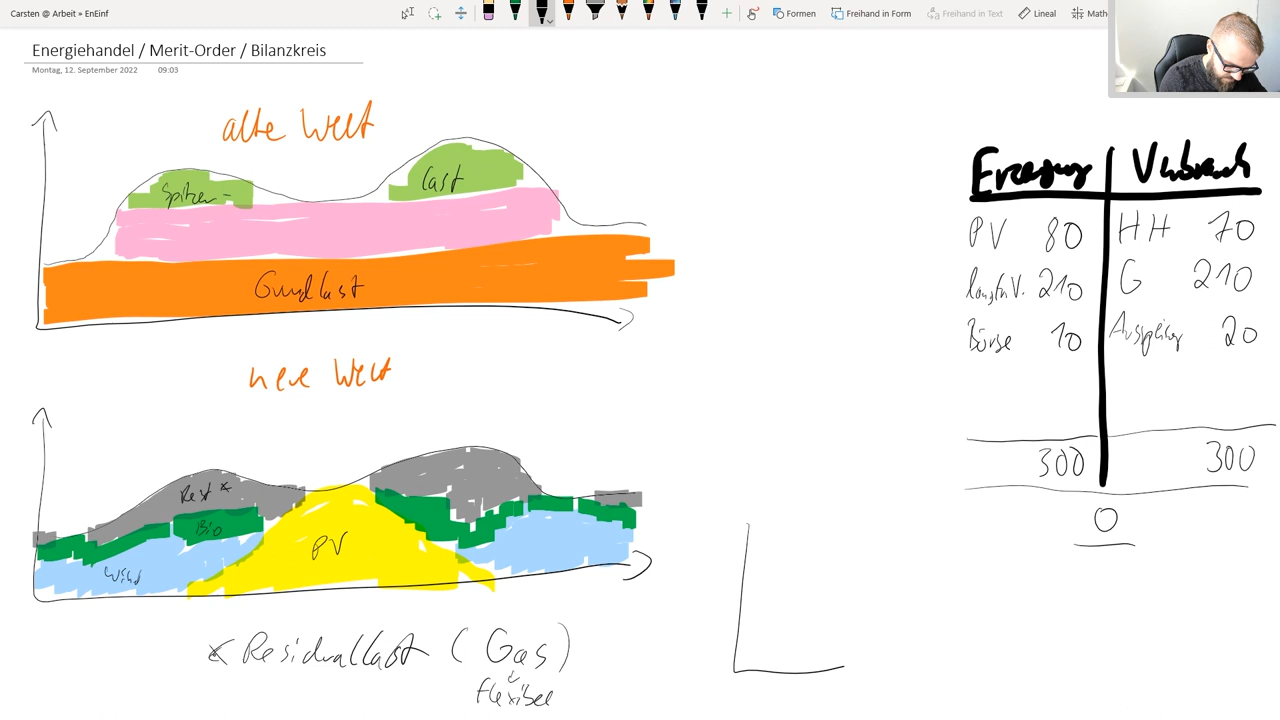 Carsten @ Arbeit » EnEinf
Formen
Freihand in Form
Freihand in Text
Lineal
Math
Energiehandel / Merit-Order / Bilanzkreis
Montag, 12. September 2022 09:03
alte Welt
Spitzen-
last
Grundlast
neue Welt
Rest *
Bio
PV
Wind
* Residuallast (Gas)
flexibel
Erzeugung Verbrauch
PV 80 HH 70
langfr. V. 210 G 210
Börse 10 Ausspeisung 20
300 300
0